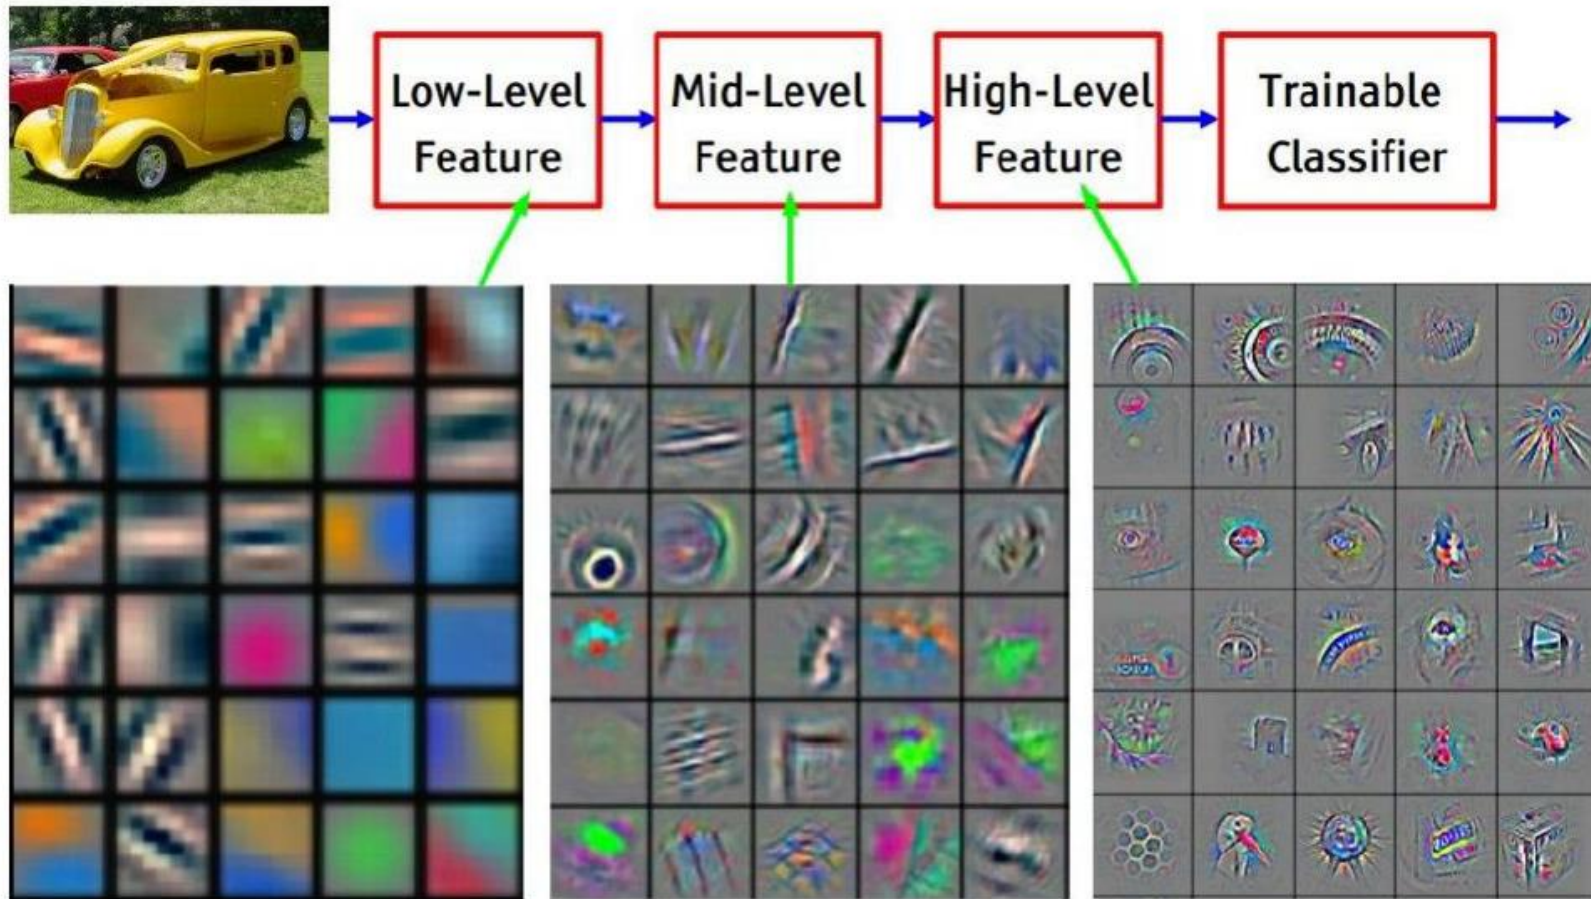 Low-Level
Feature
Mid-Level
Feature
High-Level
Feature
Trainable
Classifier